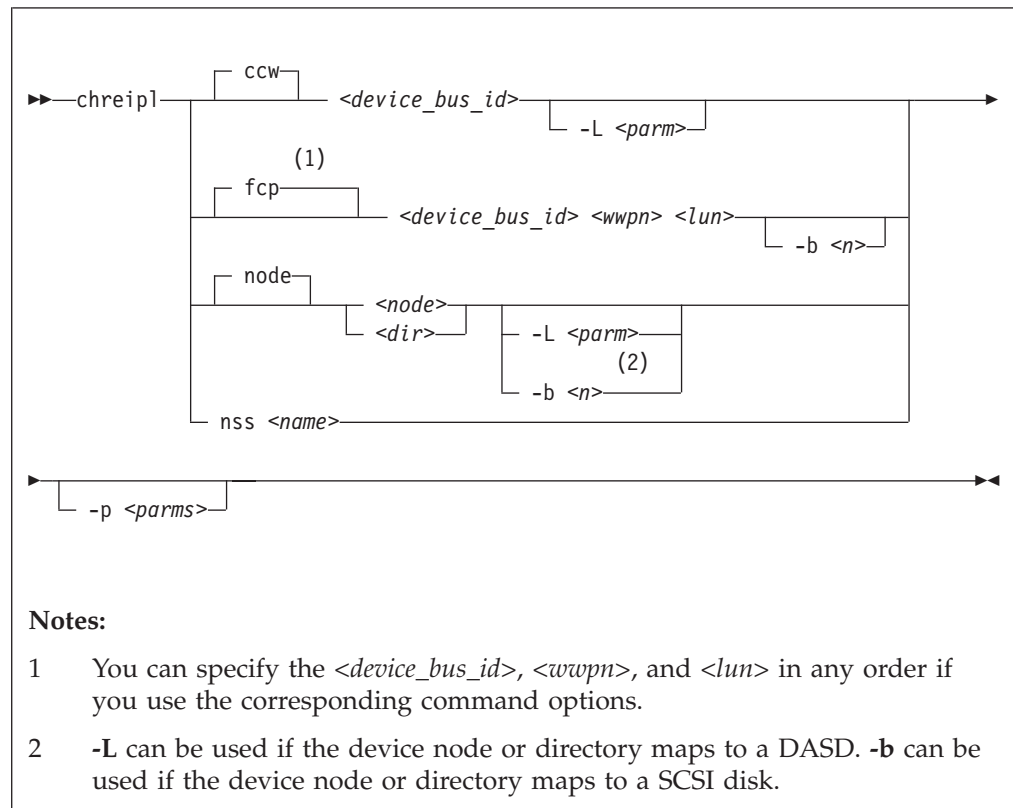 ccw
chreipl <device_bus_id>
-L <parm>
(1)
fcp
<device_bus_id> <wwpn> <lun>
-b <n>
node
<node>
<dir> -L <parm>
(2)
-b <n>
nss <name>
-p <parms>
Notes:
1 You can specify the <device_bus_id>, <wwpn>, and <lun> in any order if
you use the corresponding command options.
2 -L can be used if the device node or directory maps to a DASD. -b can be
used if the device node or directory maps to a SCSI disk.